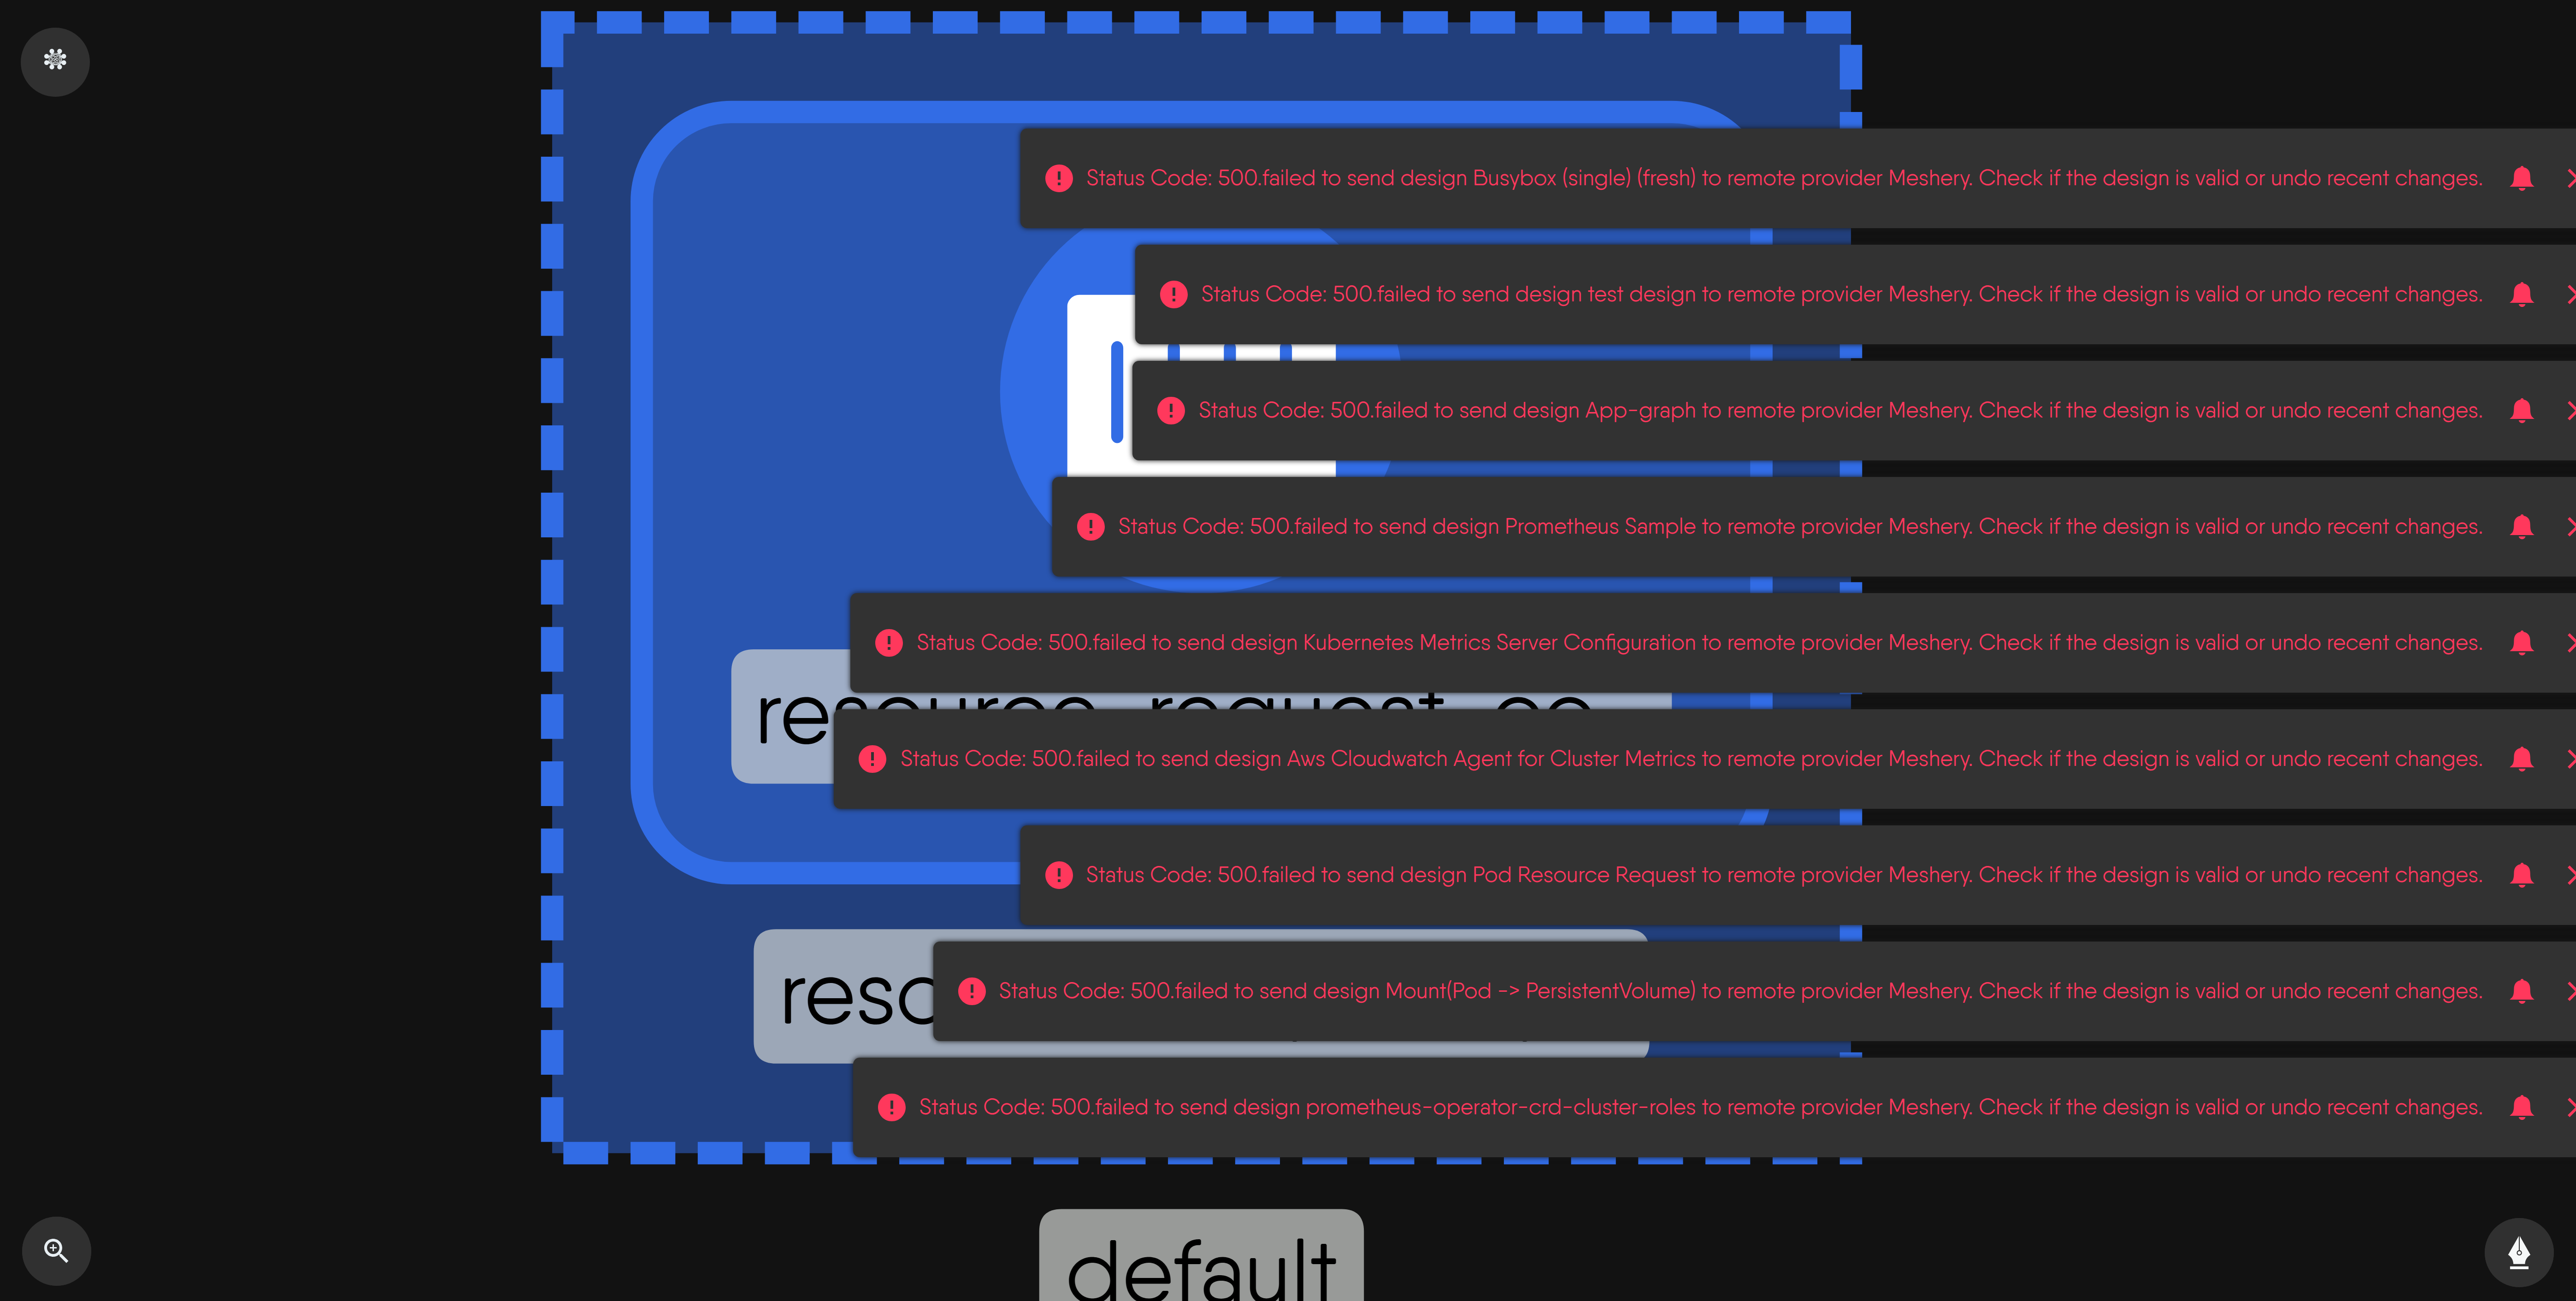 Status Code: 500.failed to send design Busybox (single) (fresh) to remote provider Meshery. Check if the design is valid or undo recent changes.
Status Code: 500.failed to send design test design to remote provider Meshery. Check if the design is valid or undo recent changes.
Status Code: 500.failed to send design App-graph to remote provider Meshery. Check if the design is valid or undo recent changes.
Status Code: 500.failed to send design Prometheus Sample to remote provider Meshery. Check if the design is valid or undo recent changes.
Status Code: 500.failed to send design Kubernetes Metrics Server Configuration to remote provider Meshery. Check if the design is valid or undo recent changes.
Status Code: 500.failed to send design Aws Cloudwatch Agent for Cluster Metrics to remote provider Meshery. Check if the design is valid or undo recent changes.
Status Code: 500.failed to send design Pod Resource Request to remote provider Meshery. Check if the design is valid or undo recent changes.
Status Code: 500.failed to send design Mount(Pod -> PersistentVolume) to remote provider Meshery. Check if the design is valid or undo recent changes.
Status Code: 500.failed to send design prometheus-operator-crd-cluster-roles to remote provider Meshery. Check if the design is valid or undo recent changes.
default